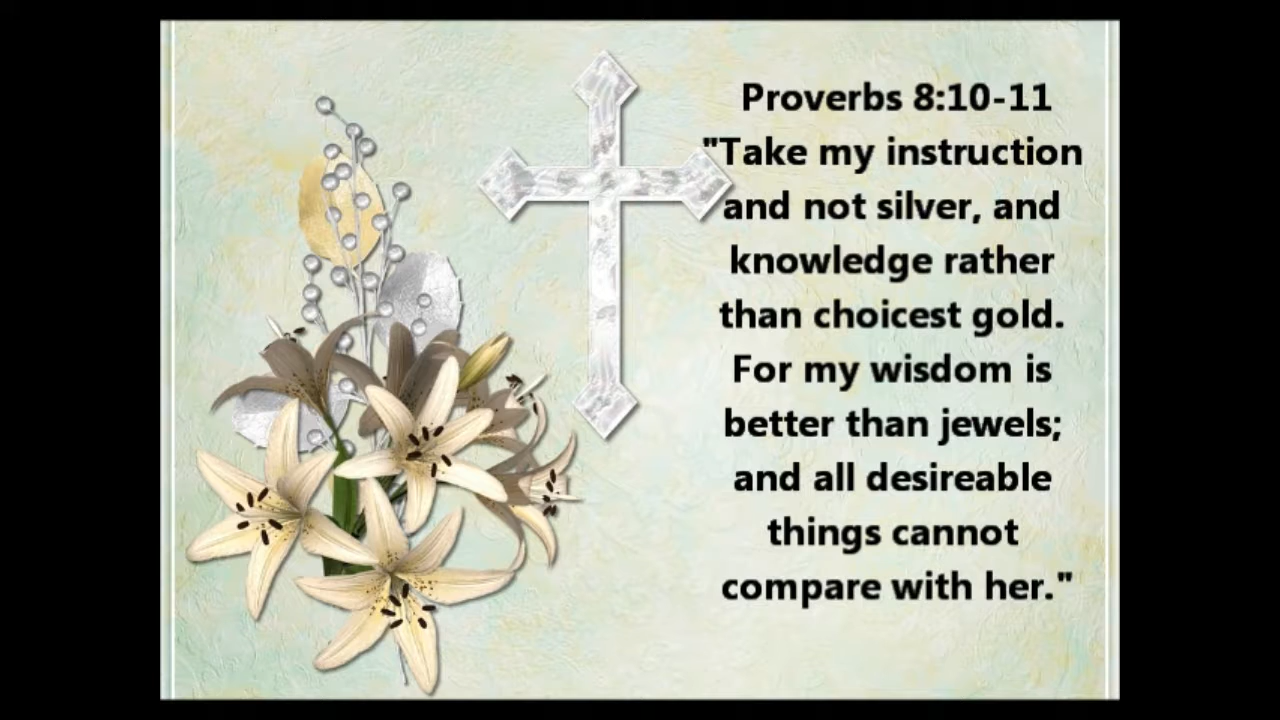 Proverbs 8:10-11
"Take my instruction
and not silver, and
knowledge rather
than choicest gold.
For my wisdom is
better than jewels;
and all desireable
things cannot
compare with her."